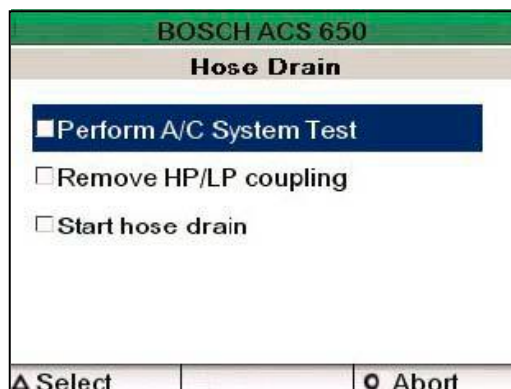 BOSCH ACS 650
Hose Drain
Perform A/C System Test
Remove HP/LP coupling
Start hose drain
Select
Abort